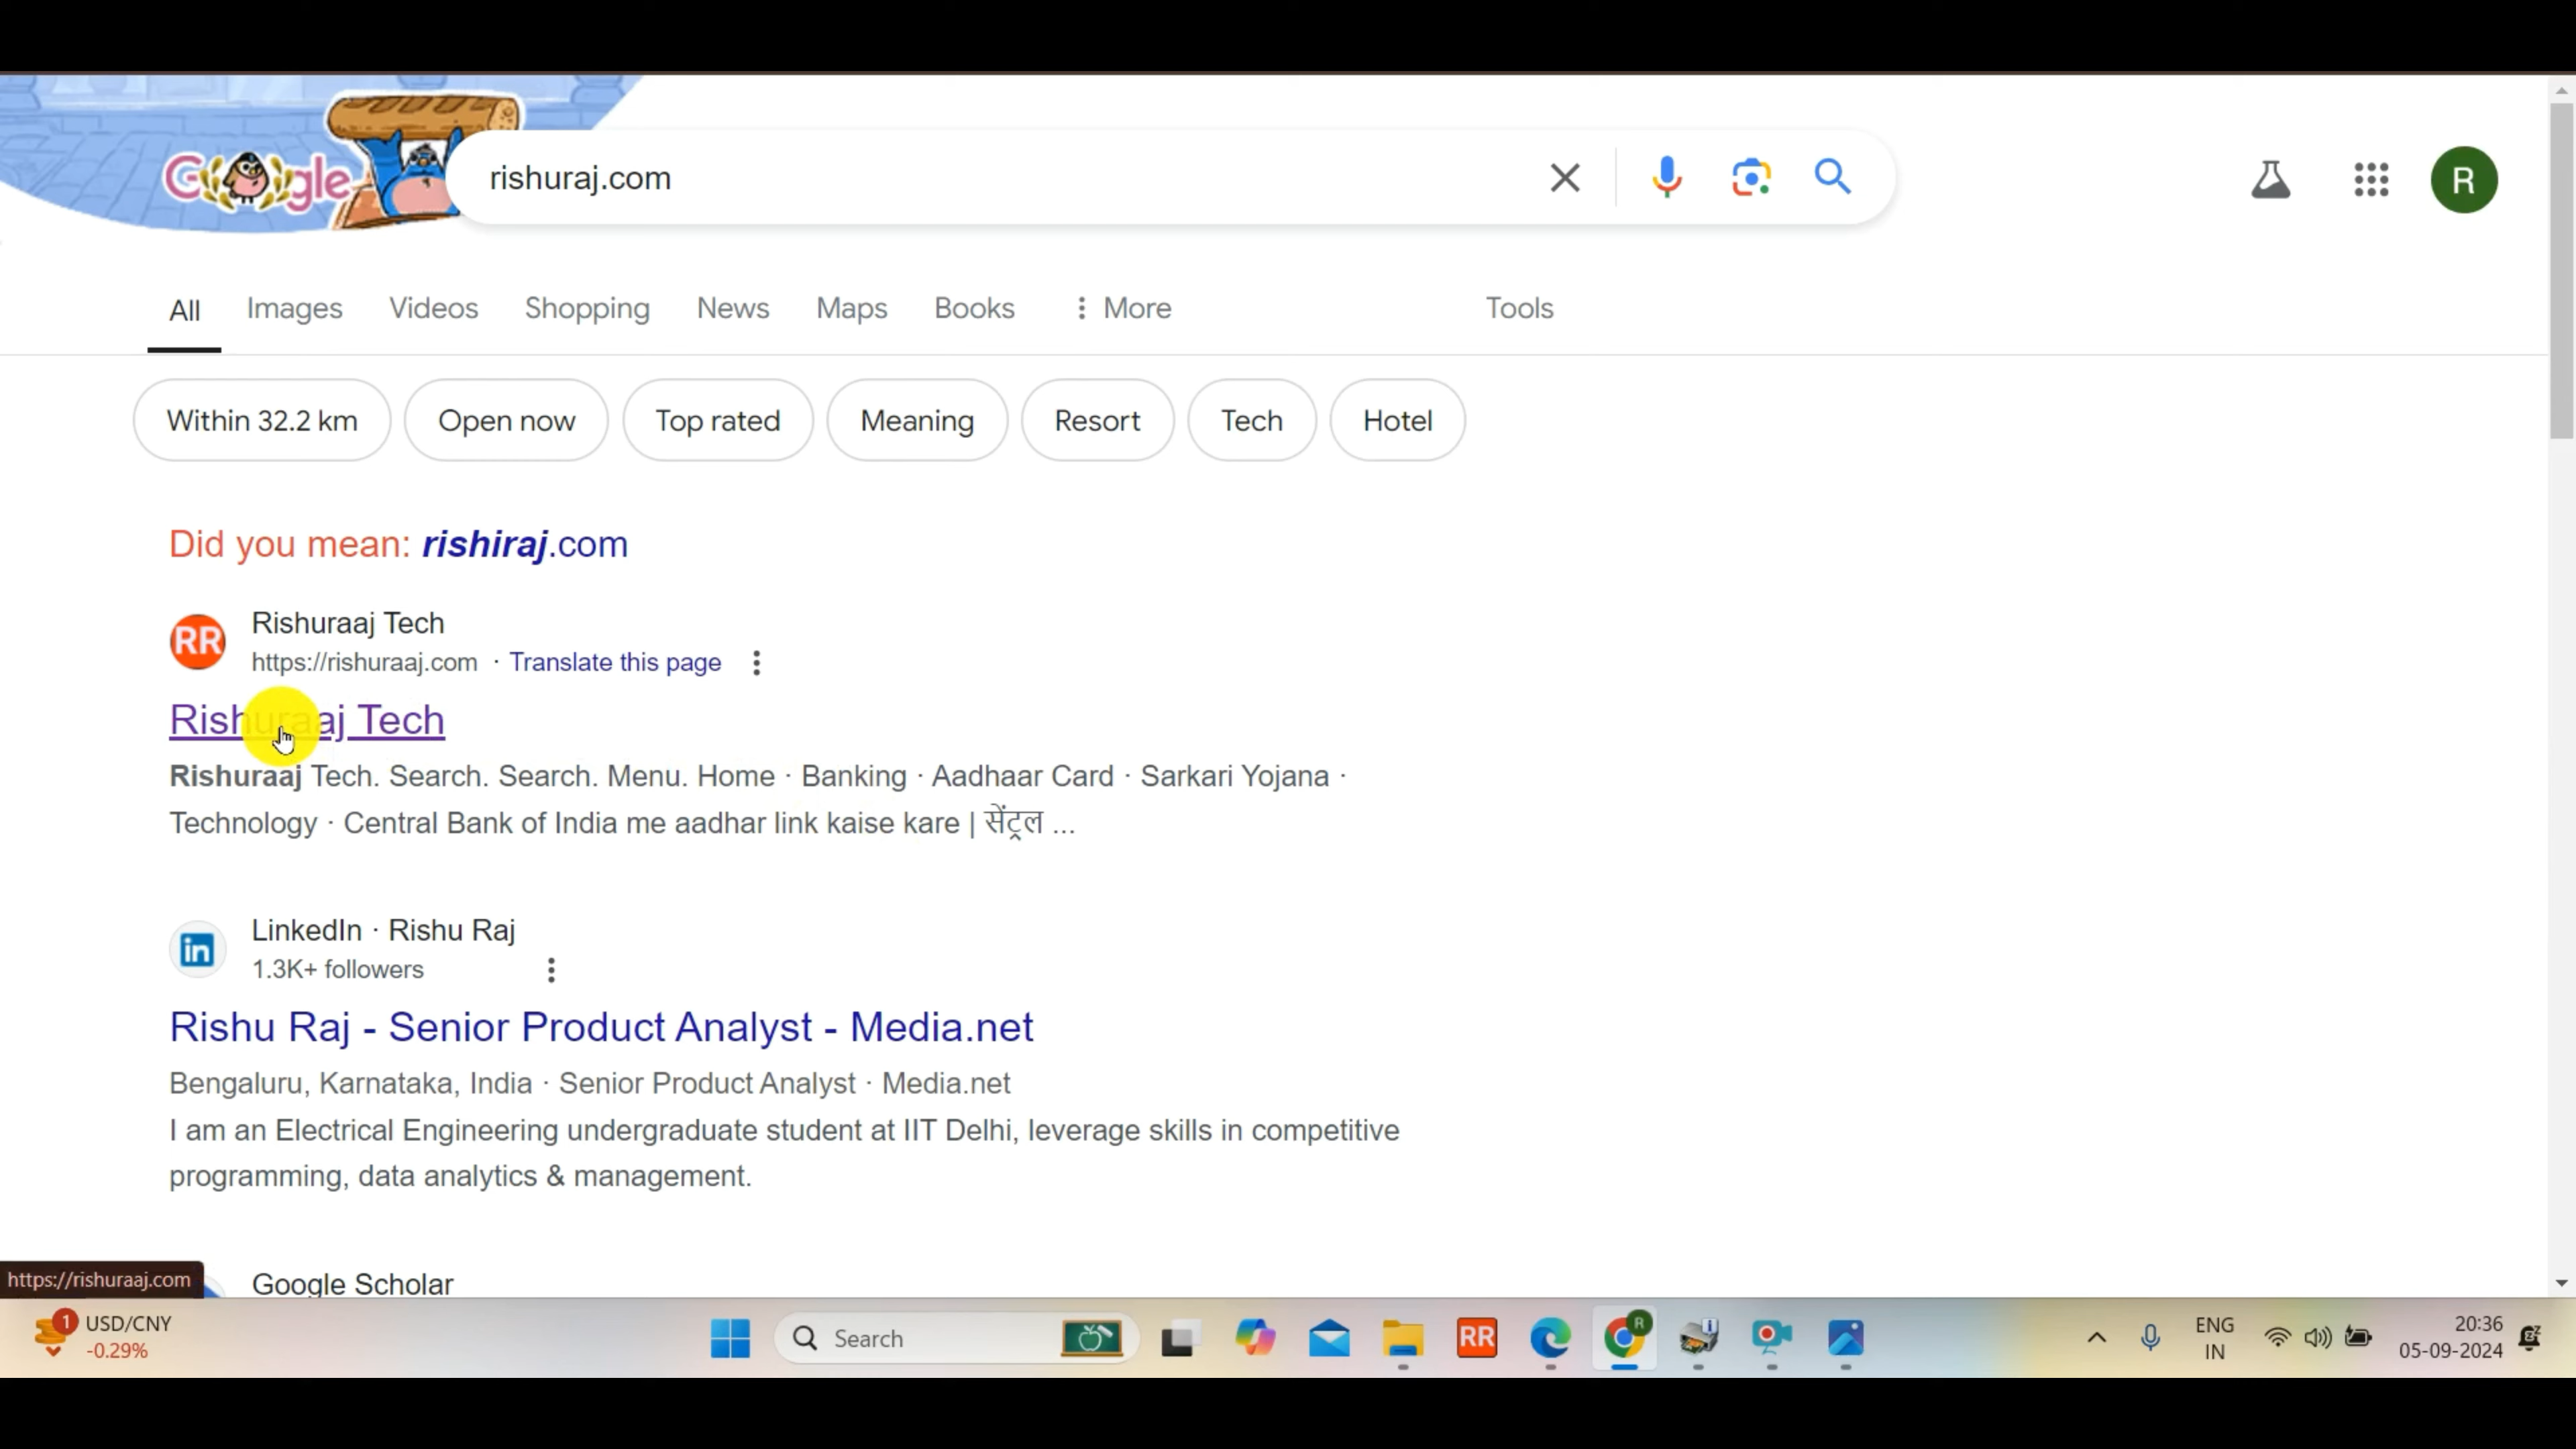 Google
rishuraj.com
R
All Images Videos Shopping News Maps Books More Tools
Within 32.2 km Open now Top rated Meaning Resort Tech Hotel
Did you mean: rishiraj.com
RR
Rishuraaj Tech
https://rishuraaj.com · Translate this page
Rishuraaj Tech
Rishuraaj Tech. Search. Search. Menu. Home · Banking · Aadhaar Card · Sarkari Yojana ·
Technology · Central Bank of India me aadhar link kaise kare | सेंट्रल ...
in
LinkedIn · Rishu Raj
1.3K+ followers
Rishu Raj - Senior Product Analyst - Media.net
Bengaluru, Karnataka, India · Senior Product Analyst · Media.net
I am an Electrical Engineering undergraduate student at IIT Delhi, leverage skills in competitive
programming, data analytics & management.
https://rishuraaj.com
Google Scholar
1 USD/CNY
-0.29%
Search
RR
R
ENG
IN
20:36
05-09-2024